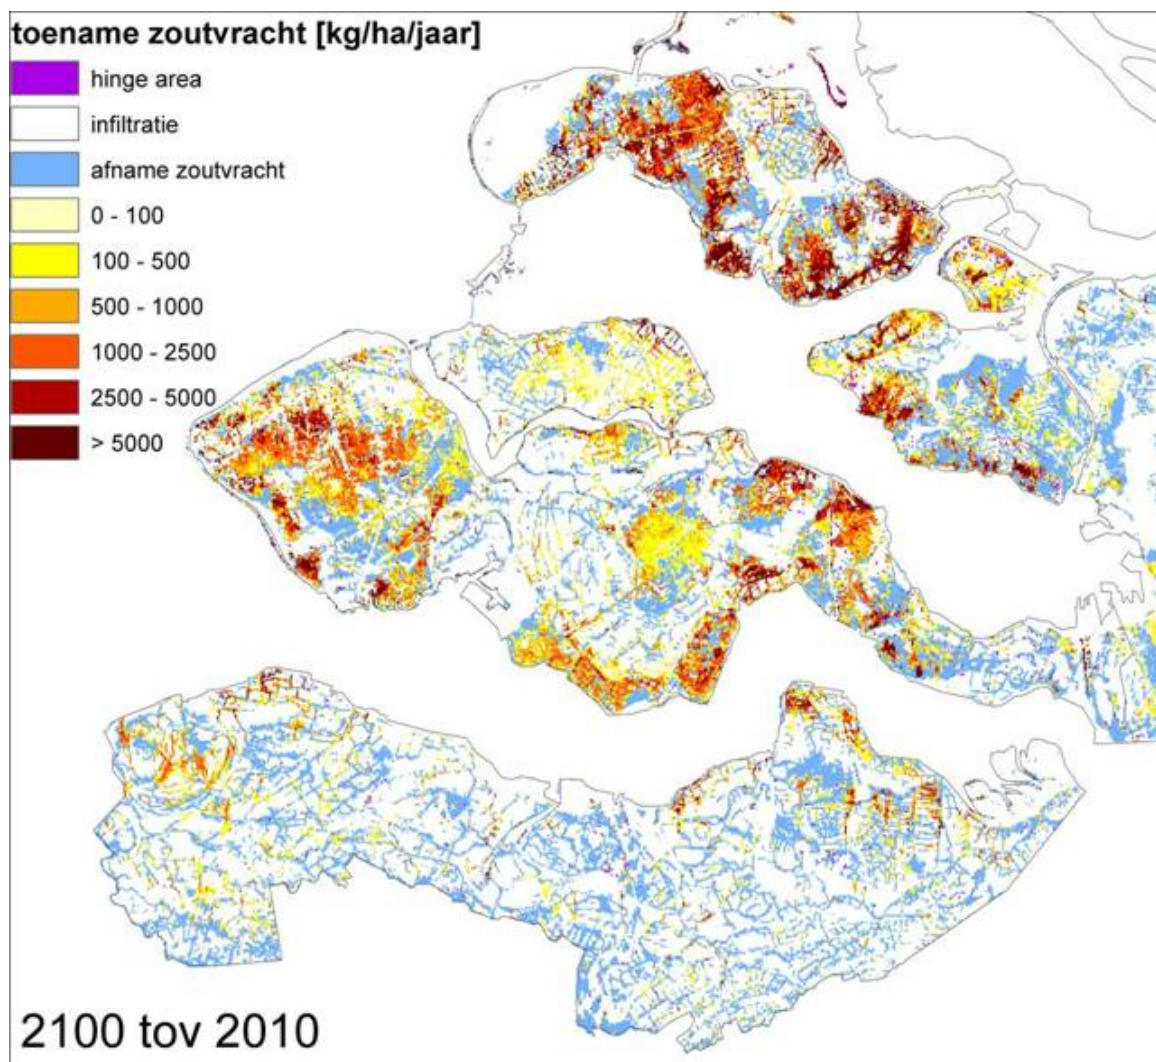 toename zoutvracht [kg/ha/jaar]
hinge area
infiltratie
afname zoutvracht
0 - 100
100 - 500
500 - 1000
1000 - 2500
2500 - 5000
> 5000
2100 tov 2010